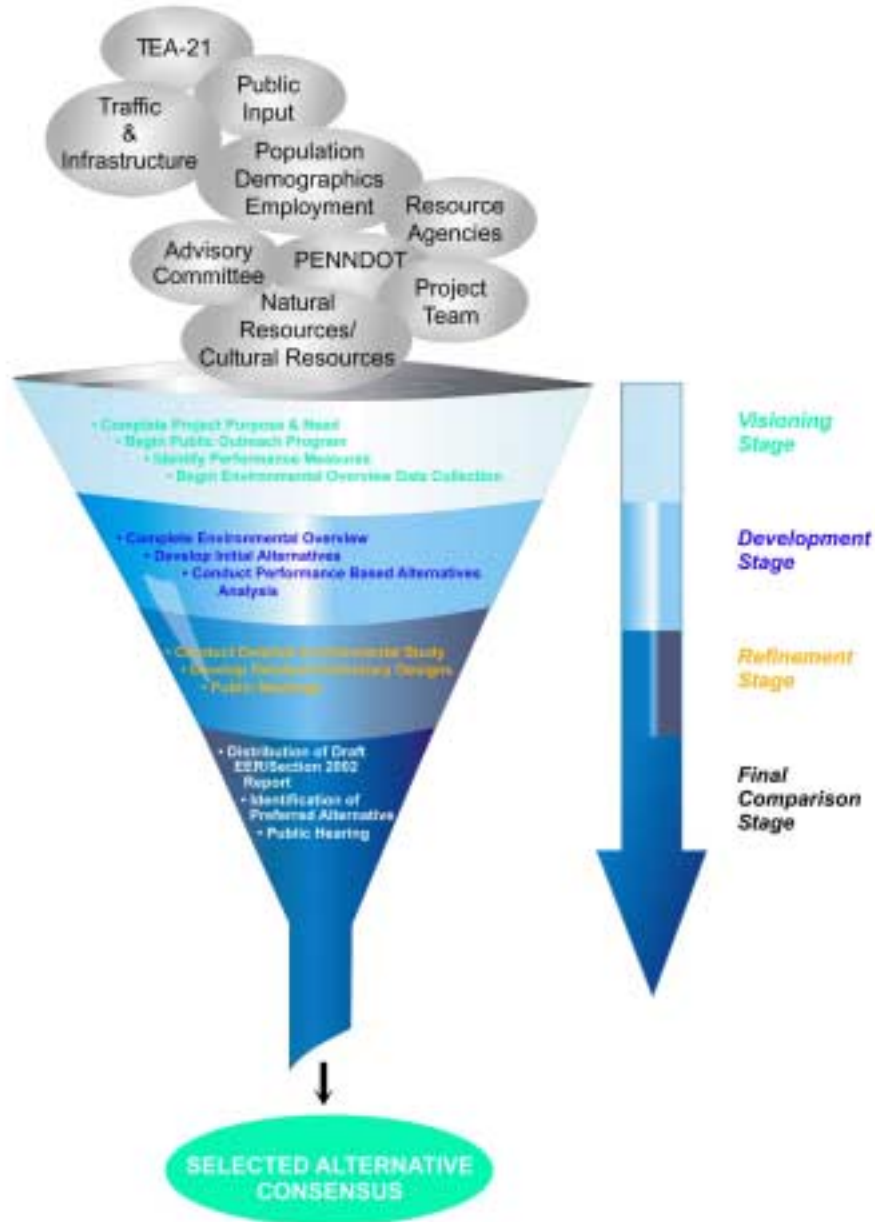 TEA-21
Public
Input
Traffic
&
Infrastructure
Population
Demographics
Employment
Resource
Agencies
Advisory
Committee
PENNDOT
Project
Team
Natural
Resources/
Cultural Resources
• Complete Project Purpose & Need
• Begin Public Outreach Program
• Identify Performance Measures
• Begin Environmental Overview Data Collection
Visioning
Stage
• Complete Environmental Overview
• Develop Initial Alternatives
• Conduct Performance Based Alternatives
Analysis
Development
Stage
• Conduct Detailed Environmental Study
• Develop Preliminary Designs
• Public Meetings
Refinement
Stage
• Distribution of Draft
EER/Section 2002
Report
• Identification of
Preferred Alternative
• Public Hearing
Final
Comparison
Stage
SELECTED ALTERNATIVE
CONSENSUS